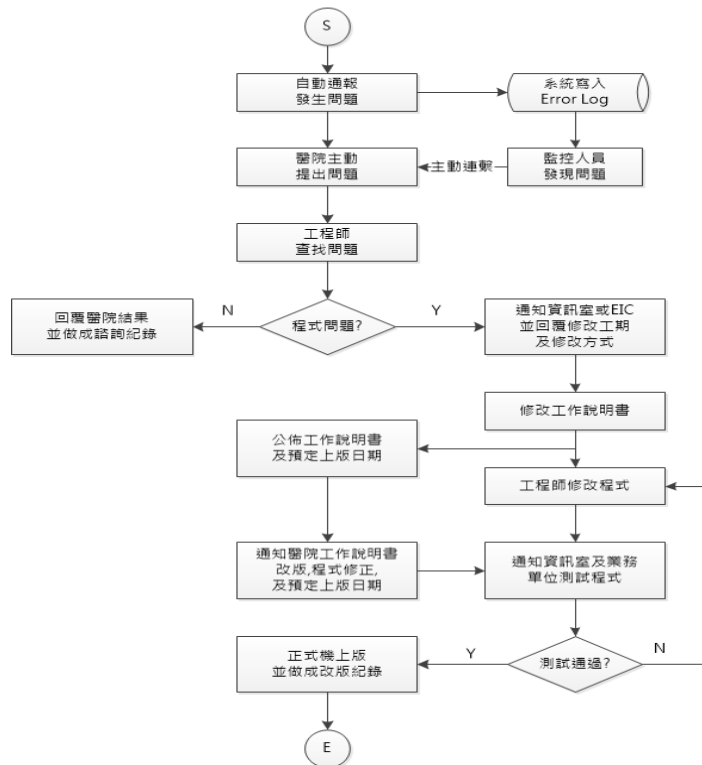 S
自動通報
發生問題
系統寫入
Error Log
醫院主動
提出問題
主動連繫
監控人員
發現問題
工程師
查找問題
回覆醫院結果
並做成諮詢紀錄
N
程式問題?
Y
通知資訊室或EIC
並回覆修改工期
及修改方式
修改工作說明書
公佈工作說明書
及預定上版日期
工程師修改程式
通知醫院工作說明書
改版,程式修正,
及預定上版日期
通知資訊室及業務
單位測試程式
正式機上版
並做成改版紀錄
Y
測試通過?
N
E